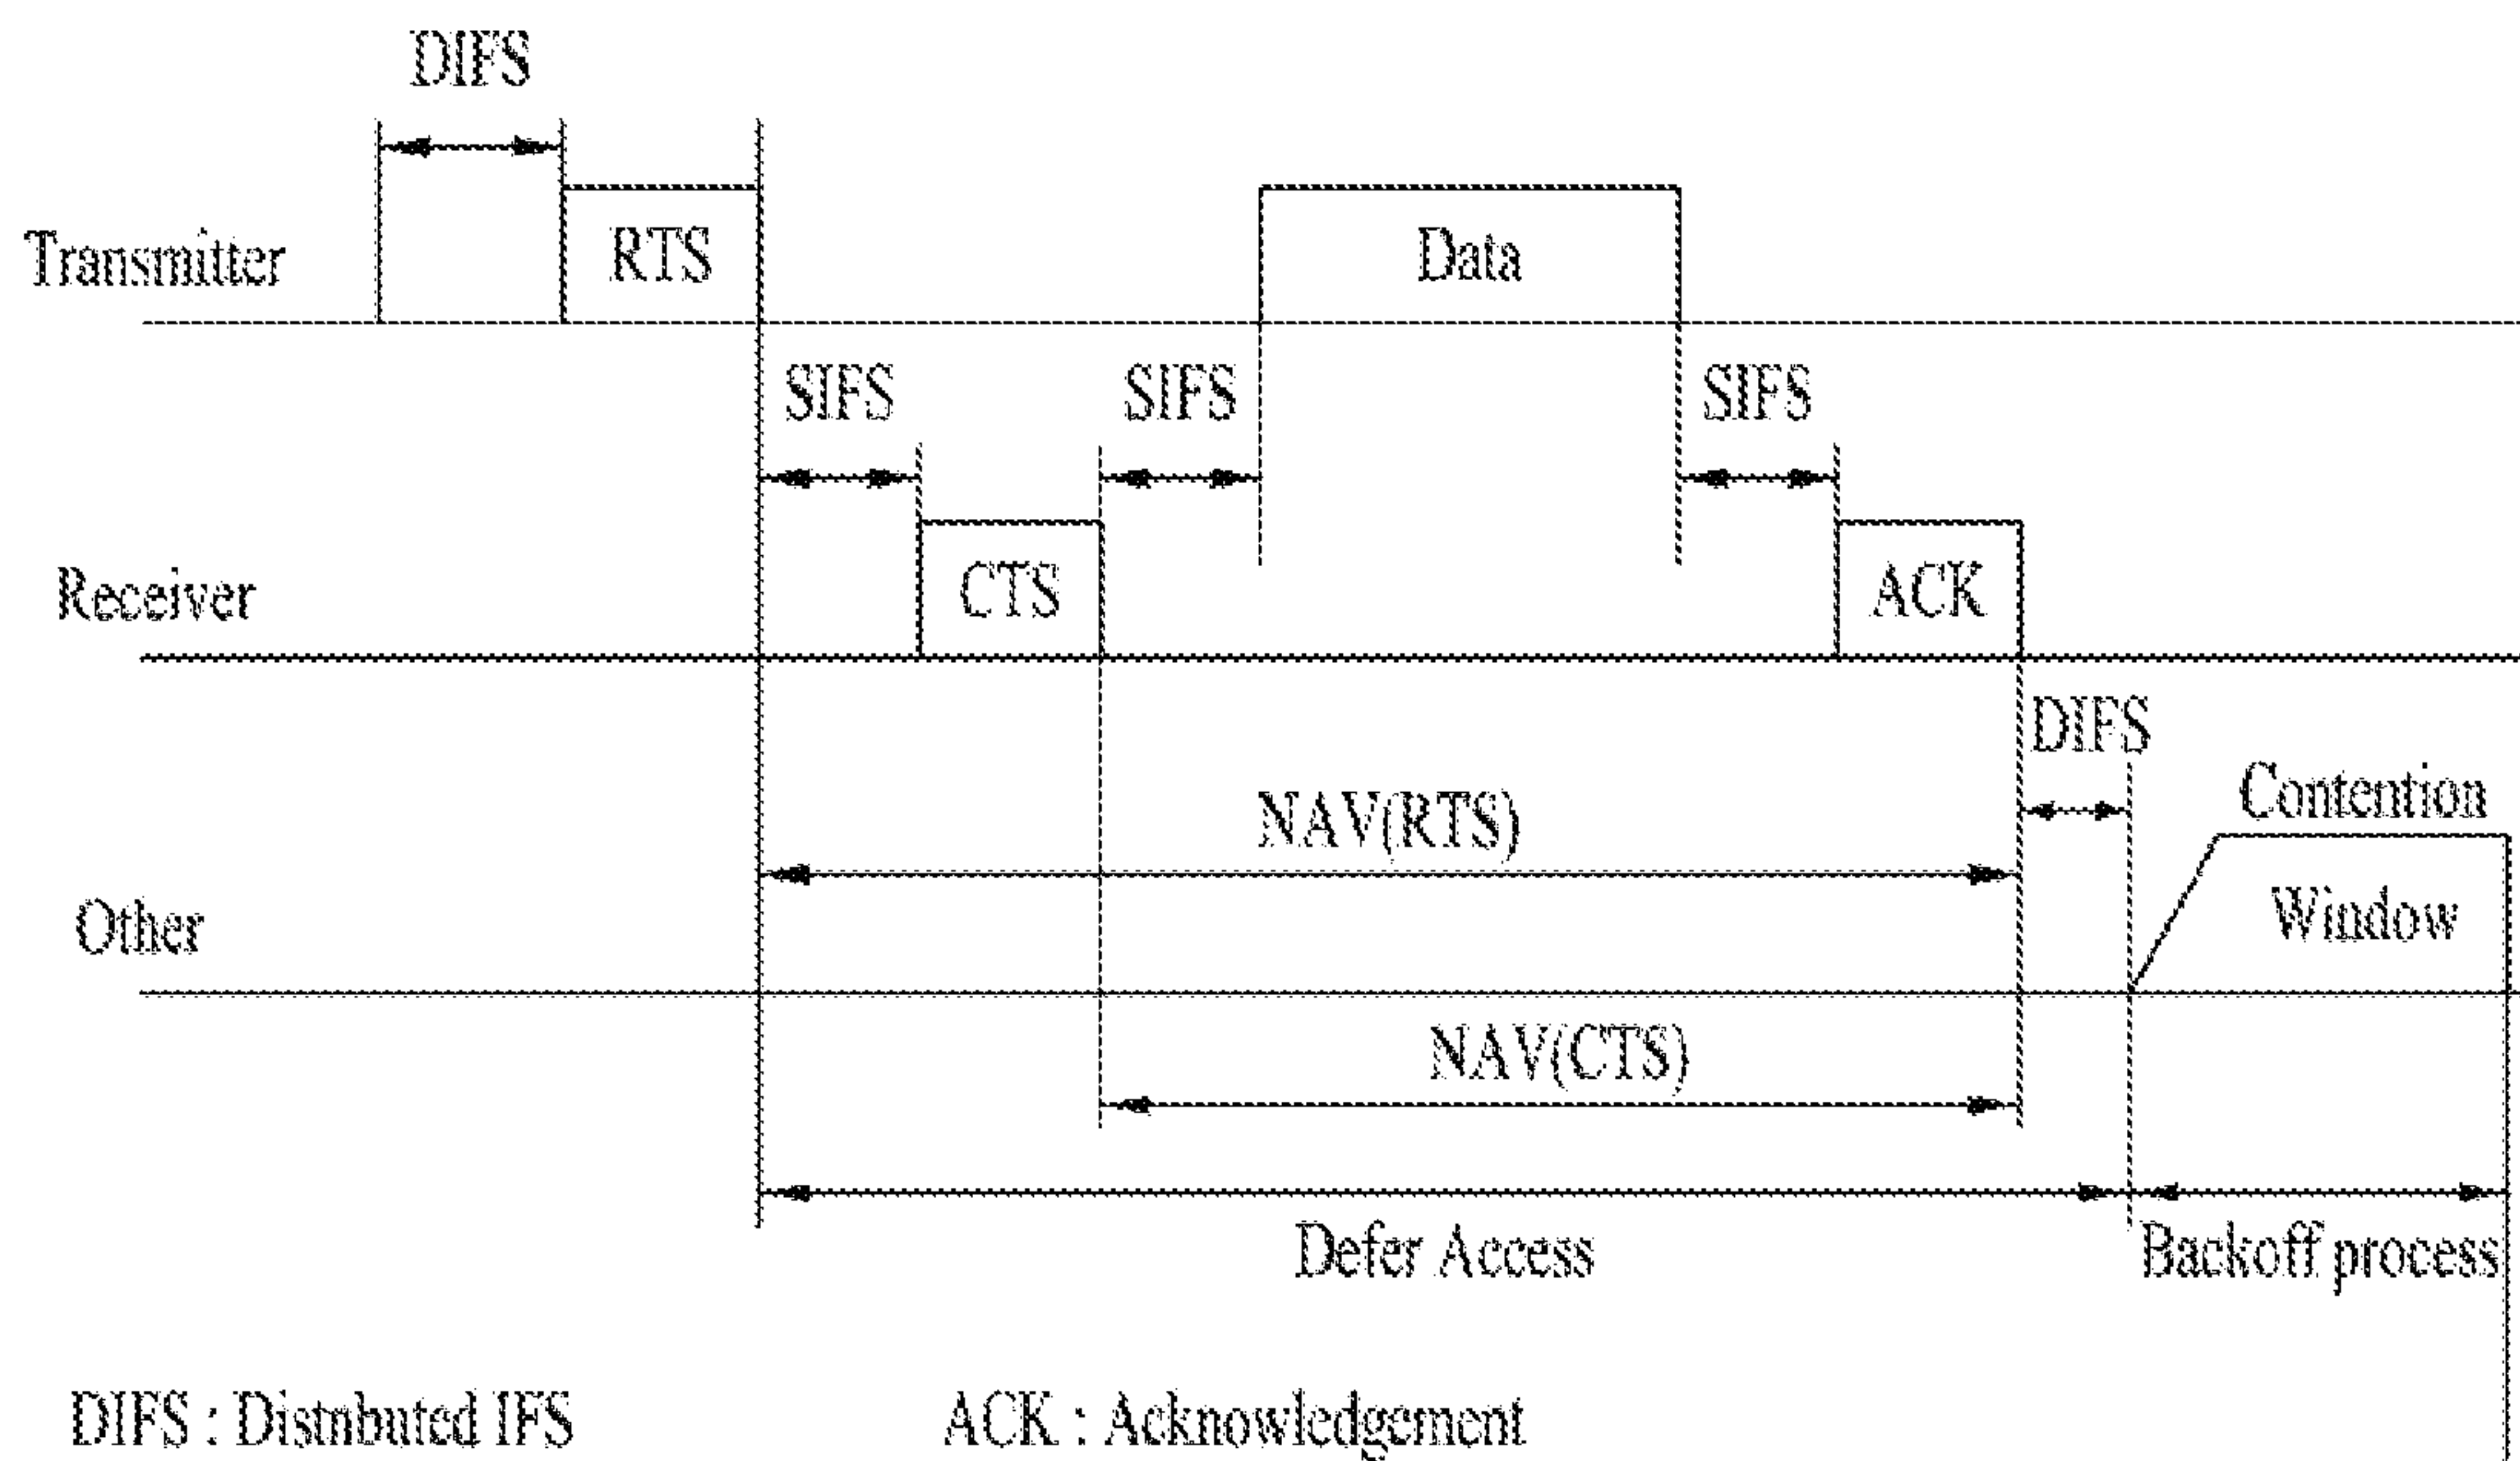 DIFS
RTS
Data
Transmitter
SIFS
SIFS
SIFS
CTS
ACK
Receiver
DIFS
Contention
NAV(RTS)
Window
Other
NAV(CTS)
Defer Access
Backoff process
DIFS : Distributed IFS
ACK : Acknowledgement